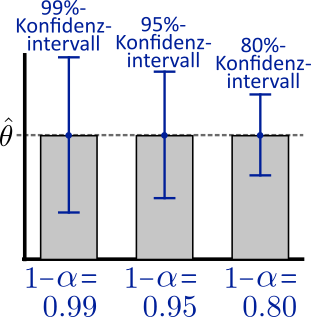 99%-
Konfidenz-
intervall
95%-
Konfidenz-
intervall
80%-
Konfidenz-
intervall
θ̂
1-α=
0.99
1-α=
0.95
1-α=
0.80